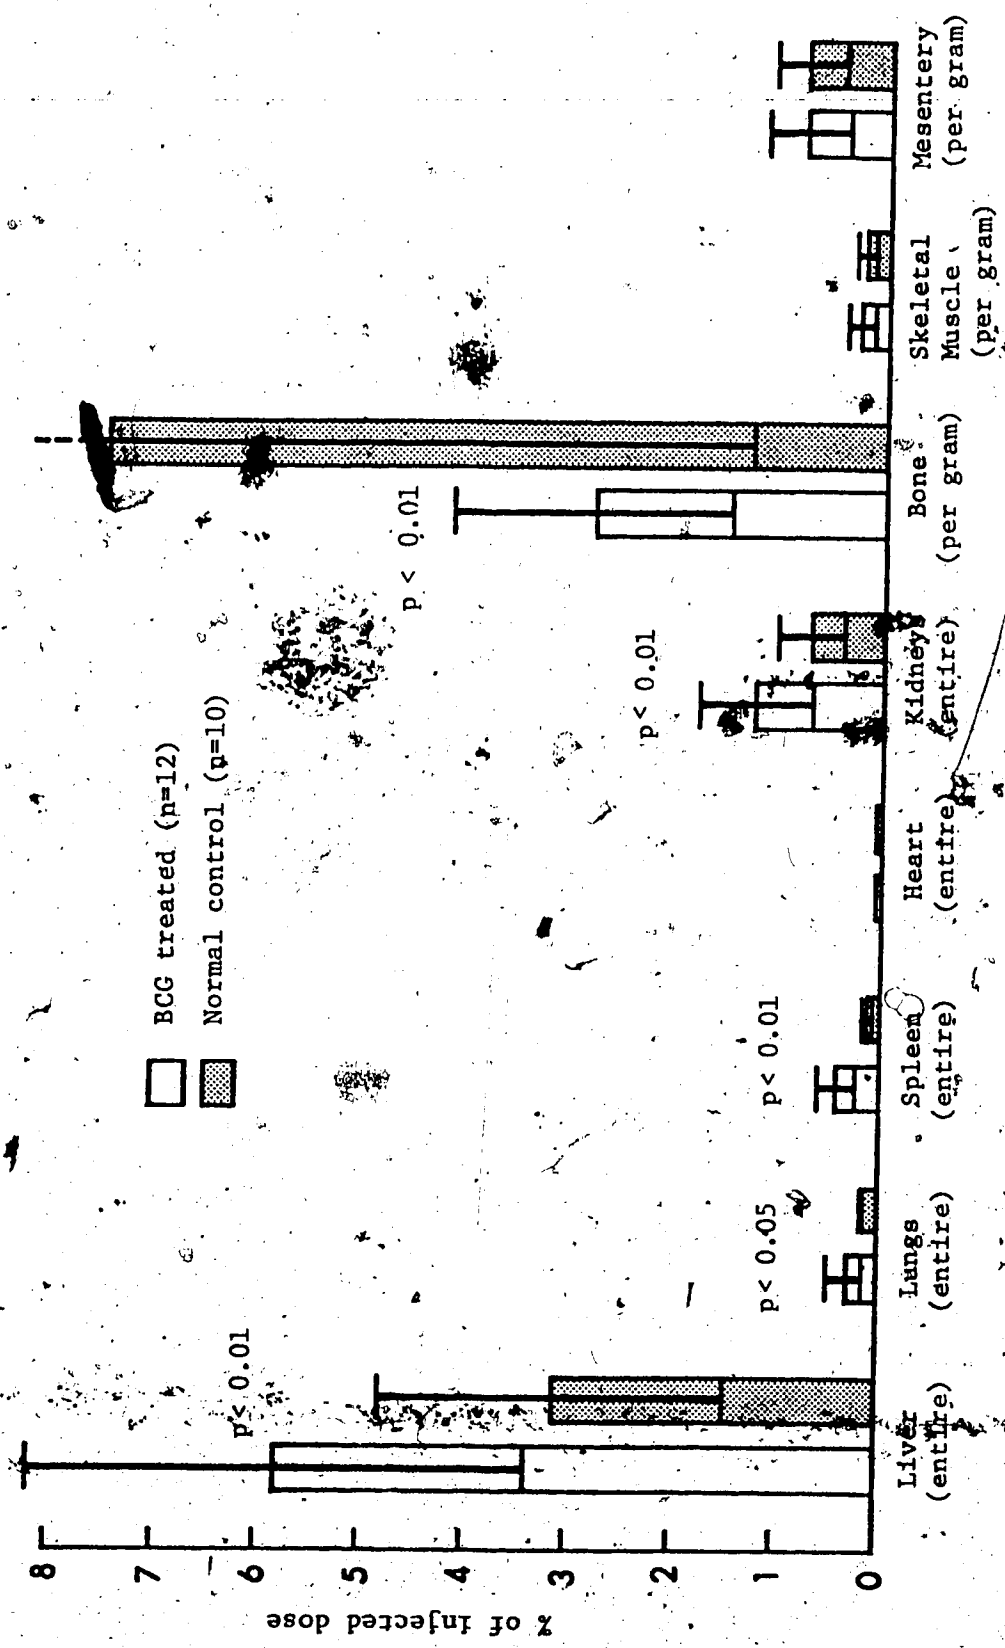 % of injected dose
8
7
6
5
4
3
2
1
0
BCG treated (n=12)
Normal control (n=10)
p< 0.01
p< 0.05
p< 0.01
p< 0.01
p < 0.01
Liver
(entire)
Lungs
(entire)
Spleen
(entire)
Heart
(entire)
Kidneys
(entire)
Bone
(per gram)
Skeletal
Muscle
(per gram)
Mesentery
(per gram)